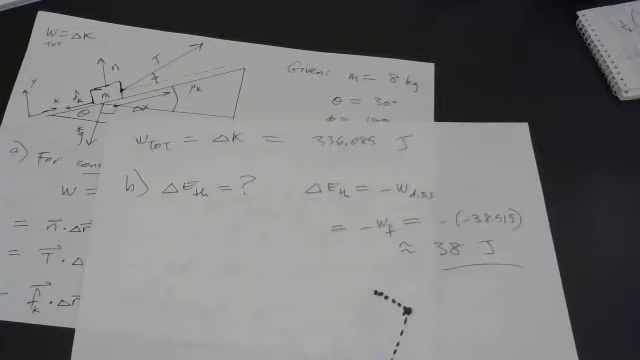 W = ΔK
TOT
n
T
Given: m = 8 kg
y
x
f_k
m
μ_k
Δx
θ
θ = 30°
W_TOT = ΔK = 336.085 J
a) For
W =
b) ΔE_th = ? ΔE_th = -W_diss
= -W_f = -(-38.515)
≈ 38 J
= n · Δr
= T · Δ
f_k · Δr